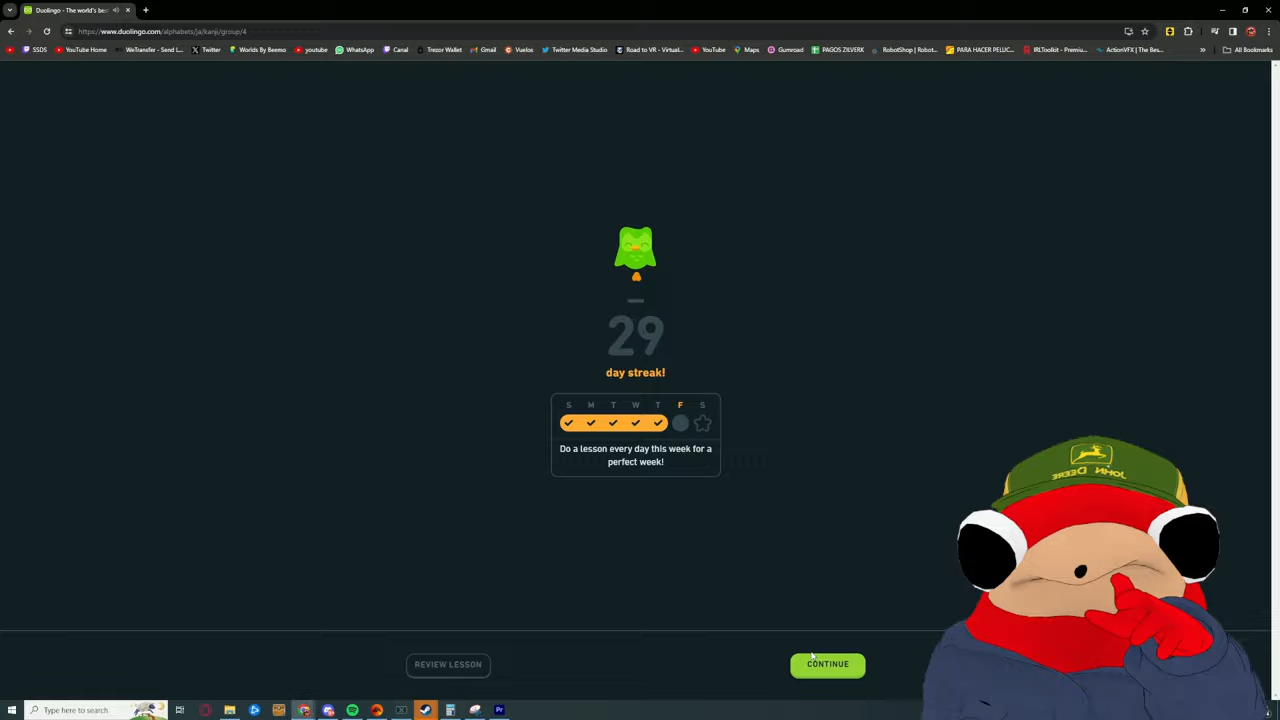 Duolingo - The world's bes
https://www.duolingo.com/alphabets/ja/kanji/group/4
SSDS YouTube Home WeTransfer - Send L... Twitter Worlds By Beemo youtube WhatsApp Canal Trezor Wallet Gmail Vuelos Twitter Media Studio Road to VR - Virtual... YouTube Maps Gumroad PAGOS ZILVERK RobotShop | Robot... PARA HACER PELUC... IRLToolkit - Premiu... ActionVFX | The Bes... » All Bookmarks
29
day streak!
S M T W T F S
Do a lesson every day this week for a
perfect week!
JOHN DEERE
REVIEW LESSON CONTINUE
Type here to search Pr